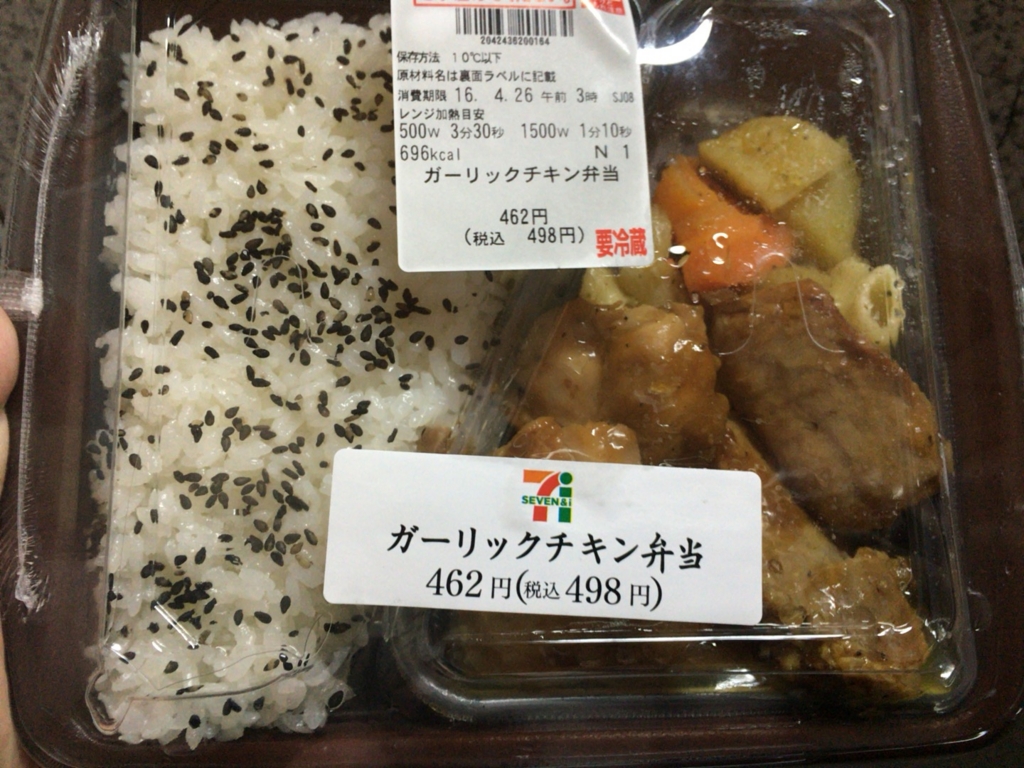 2042436200164
保存方法 10℃以下
原材料名は裏面ラベルに記載
消費期限 16. 4. 26 午前 3時 SJ08
レンジ加熱目安
500W 3分30秒 1500W 1分10秒
696kcal N 1
ガーリックチキン弁当
462円
(税込 498円)
要冷蔵
SEVEN&i
ガーリックチキン弁当
462円(税込498円)